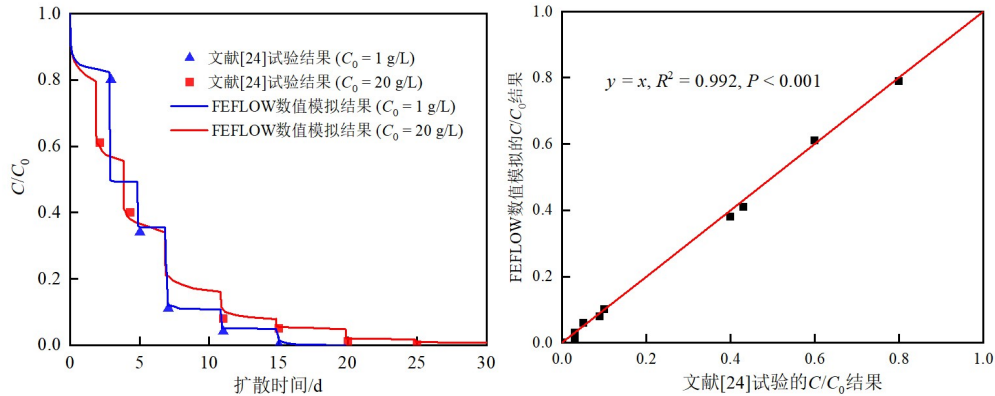 1.0
0.8
0.6
0.4
0.2
0.0
C/C₀
文献[24]试验结果 (C₀ = 1 g/L)
文献[24]试验结果 (C₀ = 20 g/L)
FEFLOW数值模拟结果 (C₀ = 1 g/L)
FEFLOW数值模拟结果 (C₀ = 20 g/L)
0 5 10 15 20 25 30
扩散时间/d
1.0
0.8
0.6
0.4
0.2
0.0
FEFLOW数值模拟的C/C₀结果
y = x, R² = 0.992, P < 0.001
0.0 0.2 0.4 0.6 0.8 1.0
文献[24]试验的C/C₀结果